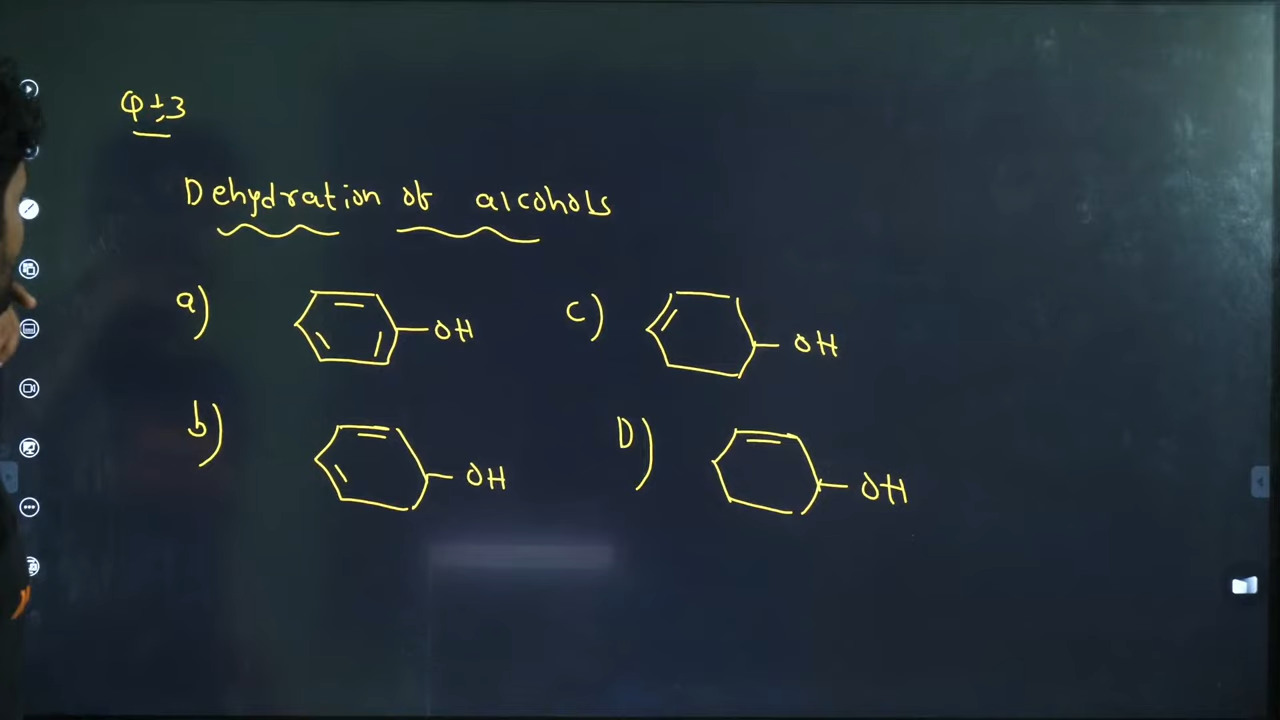 Q+,3
Dehydration of alcohols
a) OH
c) OH
b) OH
D) OH